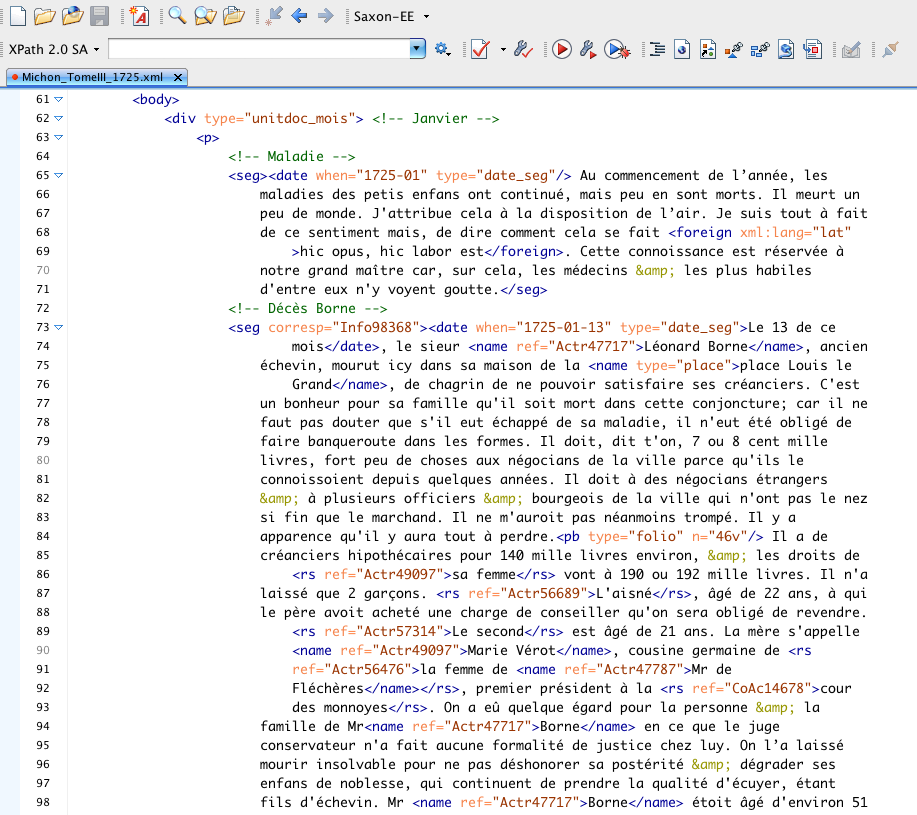 Saxon-EE
XPath 2.0 SA
Michon_TomeIII_1725.xml
61 <body>
62 <div type="unitdoc_mois"> <!-- Janvier -->
63 <p>
64 <!-- Maladie -->
65 <seg><date when="1725-01" type="date_seg"/> Au commencement de l’année, les
66 maladies des petis enfans ont continué, mais peu en sont morts. Il meurt un
67 peu de monde. J'attribue cela à la disposition de l’air. Je suis tout à fait
68 de ce sentiment mais, de dire comment cela se fait <foreign xml:lang="lat"
69 >hic opus, hic labor est</foreign>. Cette connoissance est réservée à
70 notre grand maître car, sur cela, les médecins &amp; les plus habiles
71 d'entre eux n'y voyent goutte.</seg>
72 <!-- Décès Borne -->
73 <seg corresp="Info98368"><date when="1725-01-13" type="date_seg">Le 13 de ce
74 mois</date>, le sieur <name ref="Actr47717">Léonard Borne</name>, ancien
75 échevin, mourut icy dans sa maison de la <name type="place">place Louis le
76 Grand</name>, de chagrin de ne pouvoir satisfaire ses créanciers. C'est
77 un bonheur pour sa famille qu'il soit mort dans cette conjoncture; car il ne
78 faut pas douter que s'il eut échappé de sa maladie, il n'eut été obligé de
79 faire banqueroute dans les formes. Il doit, dit t'on, 7 ou 8 cent mille
80 livres, fort peu de choses aux négocians de la ville parce qu'ils le
81 connoissoient depuis quelques années. Il doit à des négocians étrangers
82 &amp; à plusieurs officiers &amp; bourgeois de la ville qui n'ont pas le nez
83 si fin que le marchand. Il ne m'auroit pas néanmoins trompé. Il y a
84 apparence qu'il y aura tout à perdre.<pb type="folio" n="46v"/> Il a de
85 créanciers hipothécaires pour 140 mille livres environ, &amp; les droits de
86 <rs ref="Actr49097">sa femme</rs> vont à 190 ou 192 mille livres. Il n'a
87 laissé que 2 garçons. <rs ref="Actr56689">L'aisné</rs>, âgé de 22 ans, à qui
88 le père avoit acheté une charge de conseiller qu'on sera obligé de revendre.
89 <rs ref="Actr57314">Le second</rs> est âgé de 21 ans. La mère s'appelle
90 <name ref="Actr49097">Marie Vérot</name>, cousine germaine de <rs
91 ref="Actr56476">la femme de <name ref="Actr47787">Mr de
92 Fléchères</name></rs>, premier président à la <rs ref="CoAc14678">cour
93 des monnoyes</rs>. On a eû quelque égard pour la personne &amp; la
94 famille de Mr<name ref="Actr47717">Borne</name> en ce que le juge
95 conservateur n'a fait aucune formalité de justice chez luy. On l’a laissé
96 mourir insolvable pour ne pas déshonorer sa postérité &amp; dégrader ses
97 enfans de noblesse, qui continuent de prendre la qualité d'écuyer, étant
98 fils d'échevin. Mr <name ref="Actr47717">Borne</name> étoit âgé d'environ 51